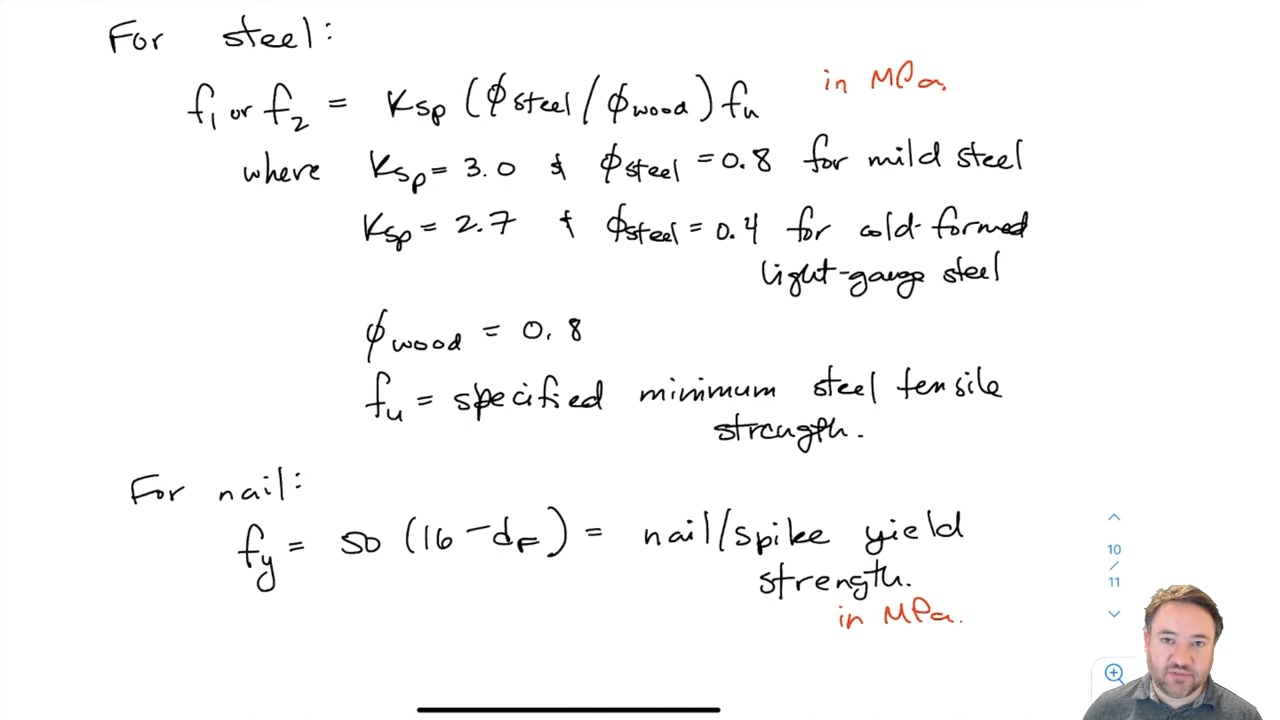 For steel:
f₁ or f₂ = Ksp (ϕsteel/ϕwood) fu in MPa.
where Ksp = 3.0 & ϕsteel = 0.8 for mild steel
Ksp = 2.7 & ϕsteel = 0.4 for cold-formed
light-gauge steel
ϕwood = 0.8
fu = specified minimum steel tensile
strength.
For nail:
fy = 50 (16 - dF) = nail/spike yield
strength.
in MPa.
10
/
11